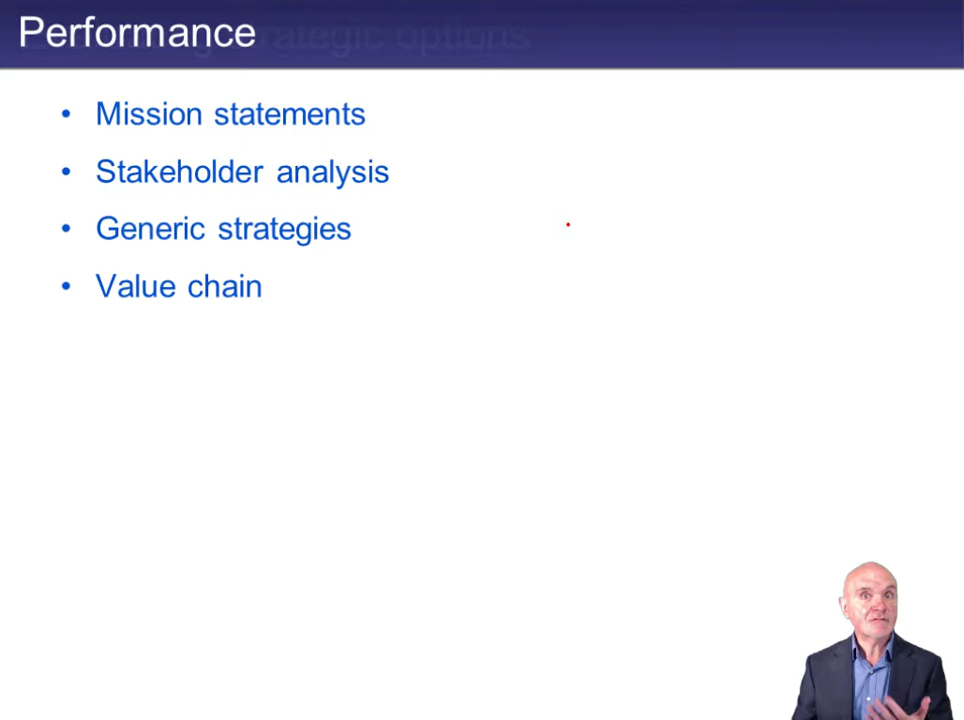 Performance
• Mission statements
• Stakeholder analysis
• Generic strategies
• Value chain